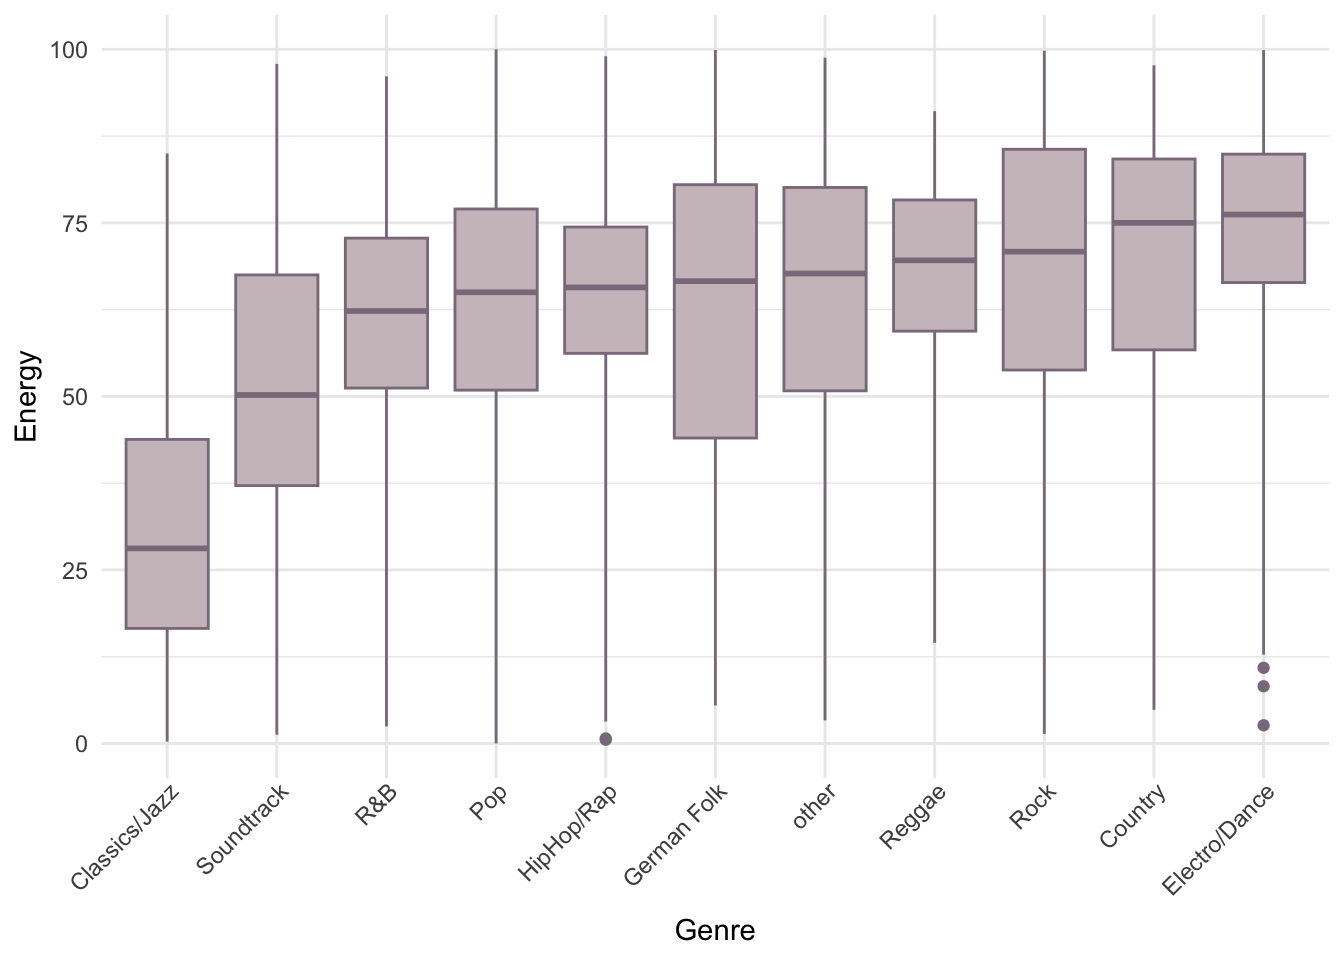 100
75
50
25
0
Energy
Classics/Jazz
Soundtrack
R&B
Pop
HipHop/Rap
German Folk
other
Reggae
Rock
Country
Electro/Dance
Genre